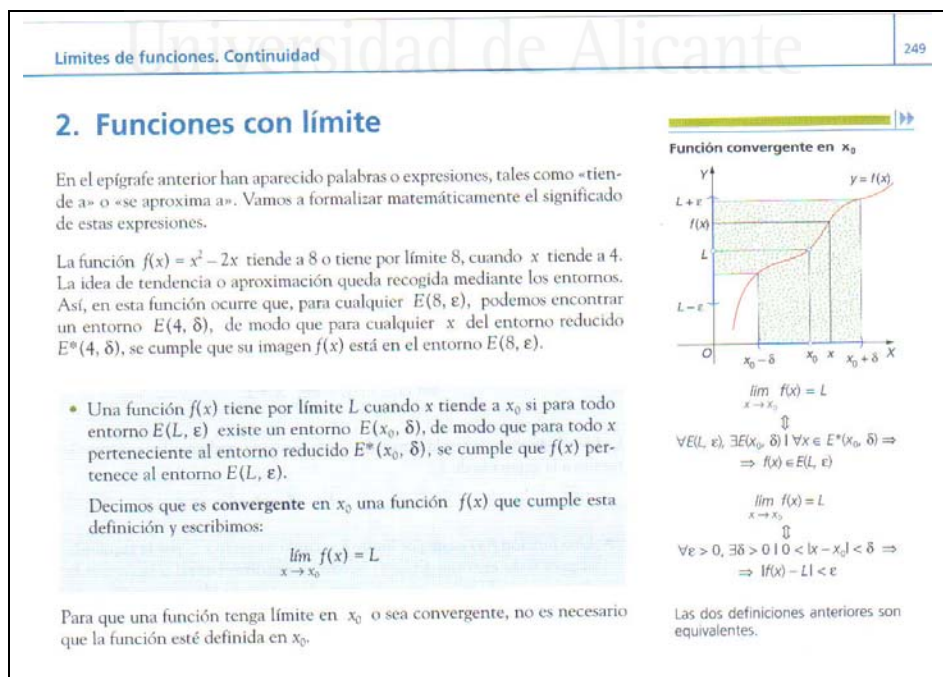 Universidad de Alicante
Límites de funciones. Continuidad
249
2. Funciones con límite
En el epígrafe anterior han aparecido palabras o expresiones, tales como «tien-
de a» o «se aproxima a». Vamos a formalizar matemáticamente el significado
de estas expresiones.
La función f(x) = x² – 2x tiende a 8 o tiene por límite 8, cuando x tiende a 4.
La idea de tendencia o aproximación queda recogida mediante los entornos.
Así, en esta función ocurre que, para cualquier E(8, ε), podemos encontrar
un entorno E(4, δ), de modo que para cualquier x del entorno reducido
E*(4, δ), se cumple que su imagen f(x) está en el entorno E(8, ε).
• Una función f(x) tiene por límite L cuando x tiende a x₀ si para todo
entorno E(L, ε) existe un entorno E(x₀, δ), de modo que para todo x
perteneciente al entorno reducido E*(x₀, δ), se cumple que f(x) per-
tenece al entorno E(L, ε).
Decimos que es convergente en x₀ una función f(x) que cumple esta
definición y escribimos:
lím f(x) = L
x → x₀
Para que una función tenga límite en x₀ o sea convergente, no es necesario
que la función esté definida en x₀.
Función convergente en x₀
Y
y = f(x)
L + ε
f(x)
L
L – ε
O
x₀ – δ x₀ x x₀ + δ X
lím f(x) = L
x → x₀
⇕
∀E(L, ε), ∃E(x₀, δ) | ∀x ∈ E*(x₀, δ) ⇒
⇒ f(x) ∈ E(L, ε)
lím f(x) = L
x → x₀
⇕
∀ε > 0, ∃δ > 0 | 0 < |x – x₀| < δ ⇒
⇒ |f(x) – L| < ε
Las dos definiciones anteriores son
equivalentes.